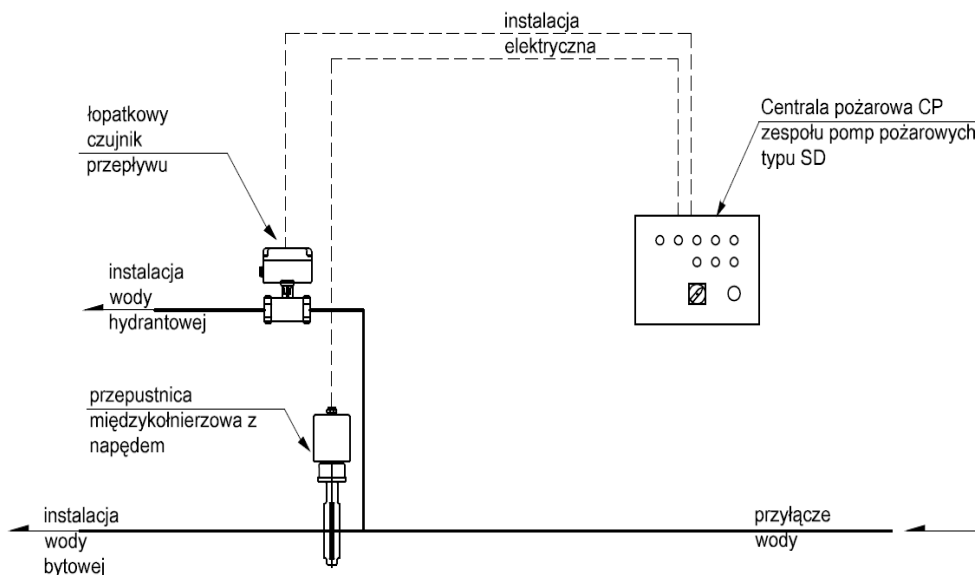 instalacja
elektryczna
łopatkowy
czujnik
przepływu
Centrala pożarowa CP
zespołu pomp pożarowych
typu SD
instalacja
wody
hydrantowej
przepustnica
międzykołnierzowa z
napędem
instalacja
wody
bytowej
przyłącze
wody